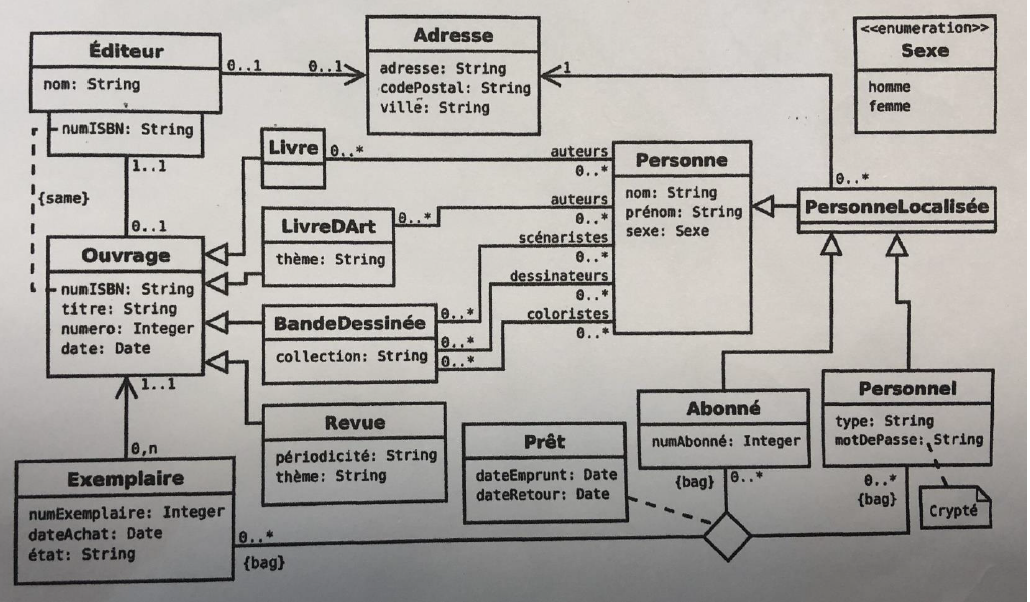 Éditeur
nom: String
numISBN: String
0..1
0..1
Adresse
adresse: String
codePostal: String
ville: String
1
<<enumeration>>
Sexe
homme
femme
{same}
1..1
0..1
Livre
0..*
auteurs
0..*
Personne
nom: String
prénom: String
sexe: Sexe
0..*
PersonneLocalisée
LivreDArt
thème: String
0..*
auteurs
0..*
scénaristes
0..*
dessinateurs
0..*
coloristes
0..*
Ouvrage
numISBN: String
titre: String
numero: Integer
date: Date
BandeDessinée
collection: String
0..*
0..*
0..*
1..1
0,n
Revue
périodicité: String
thème: String
Prêt
dateEmprunt: Date
dateRetour: Date
Abonné
numAbonné: Integer
{bag}
0..*
Personnel
type: String
motDePasse: String
0..*
{bag}
Crypté
Exemplaire
numExemplaire: Integer
dateAchat: Date
état: String
0..*
{bag}